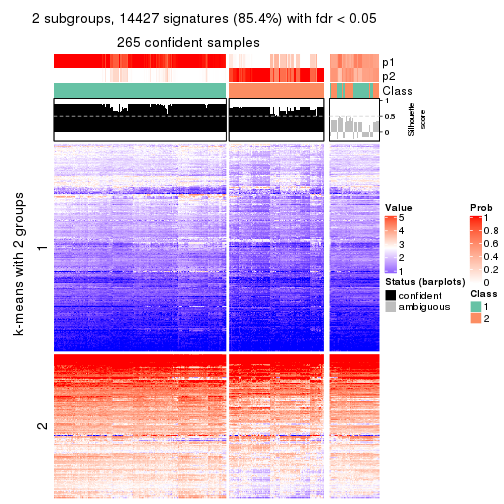 2 subgroups, 14427 signatures (85.4%) with fdr < 0.05
265 confident samples
p1
p2
Class
1
0.5
0
Silhouette
score
k-means with 2 groups
1
2
Value
5
4
3
2
1
Status (barplots)
confident
ambiguous
Prob
1
0.8
0.6
0.4
0.2
0
Class
1
2